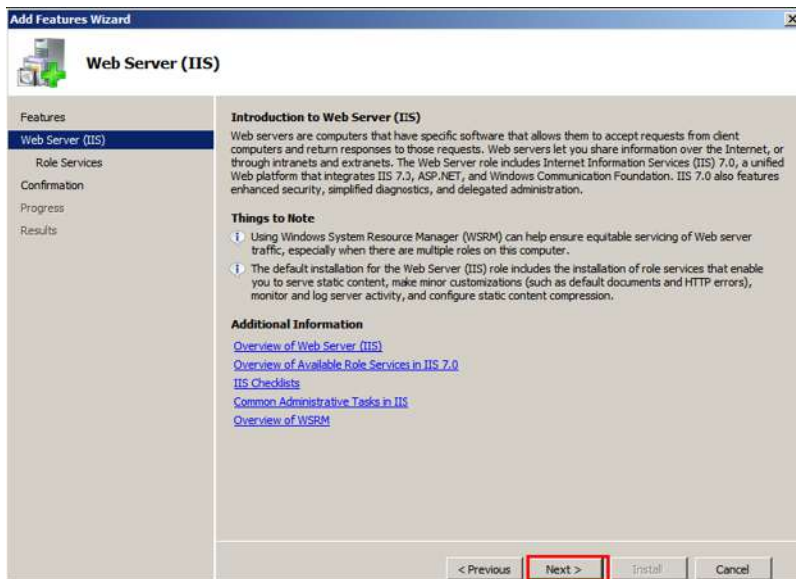 Add Features Wizard
Web Server (IIS)
Features
Web Server (IIS)
Role Services
Confirmation
Progress
Results
Introduction to Web Server (IIS)
Web servers are computers that have specific software that allows them to accept requests from client
computers and return responses to those requests. Web servers let you share information over the Internet, or
through intranets and extranets. The Web Server role includes Internet Information Services (IIS) 7.0, a unified
Web platform that integrates IIS 7.0, ASP.NET, and Windows Communication Foundation. IIS 7.0 also features
enhanced security, simplified diagnostics, and delegated administration.
Things to Note
Using Windows System Resource Manager (WSRM) can help ensure equitable servicing of Web server
traffic, especially when there are multiple roles on this computer.
The default installation for the Web Server (IIS) role includes the installation of role services that enable
you to serve static content, make minor customizations (such as default documents and HTTP errors),
monitor and log server activity, and configure static content compression.
Additional Information
Overview of Web Server (IIS)
Overview of Available Role Services in IIS 7.0
IIS Checklists
Common Administrative Tasks in IIS
Overview of WSRM
< Previous
Next >
Install
Cancel